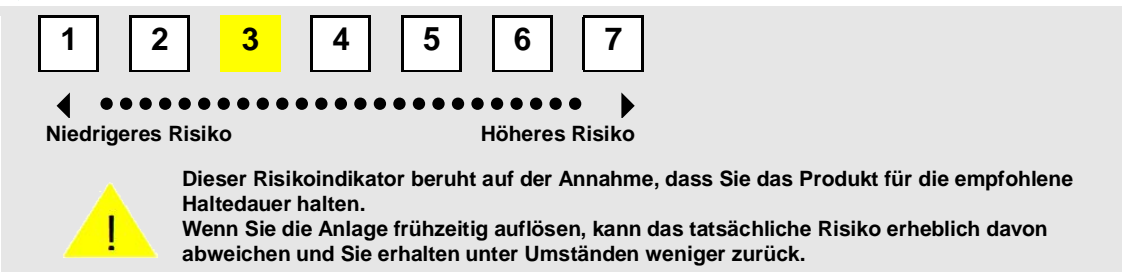 1 2 3 4 5 6 7
Niedrigeres Risiko Höheres Risiko
Dieser Risikoindikator beruht auf der Annahme, dass Sie das Produkt für die empfohlene
Haltedauer halten.
!
Wenn Sie die Anlage frühzeitig auflösen, kann das tatsächliche Risiko erheblich davon
abweichen und Sie erhalten unter Umständen weniger zurück.